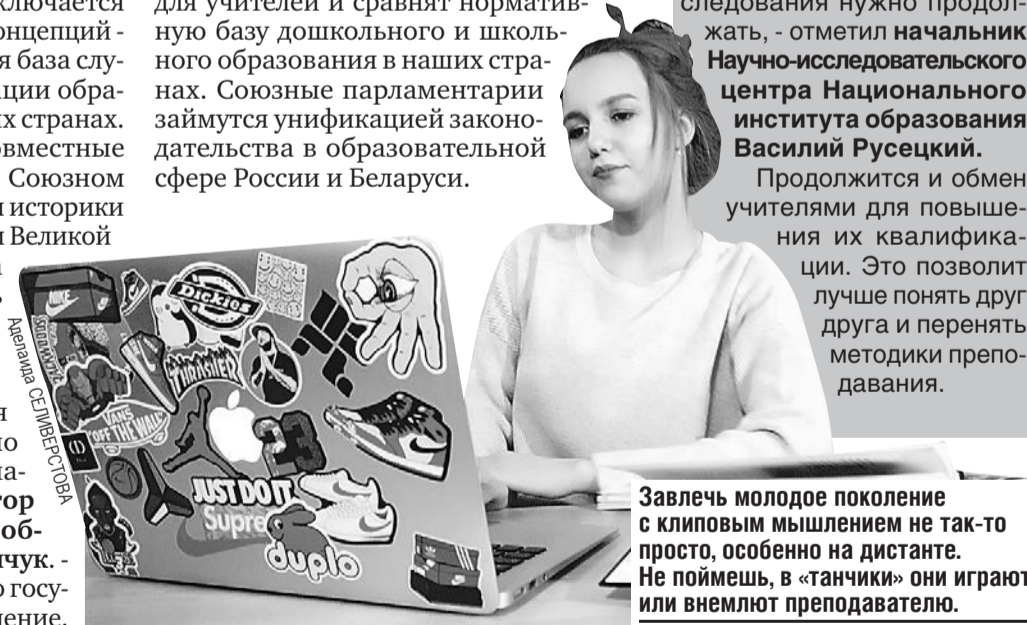 ключается
онцепций -
я база слу-
ции обра-
х странах.
овместные
Союзном
и историки
и Великой
я
о
на-
тор
об-
чук. -
о госу-
ление.
для учителей и сравнят норматив-
ную базу дошкольного и школь-
ного образования в наших стра-
нах. Союзные парламентарии
займутся унификацией законо-
дательства в образовательной
сфере России и Беларуси.
следования нужно продол-
жать, - отметил начальник
Научно-исследовательского
центра Национального
института образования
Василий Русецкий.
Продолжится и обмен
учителями для повыше-
ния их квалифика-
ции. Это позволит
лучше понять друг
друга и перенять
методики препо-
давания.
Аделаида СЕЛИВЕРСТОВА
NIKE
Dickies
THRASHER
VANS
"OFF THE WALL"
23
JUST DO IT.
Supre
duplo
Завлечь молодое поколение
с клиповым мышлением не так-то
просто, особенно на дистанте.
Не поймешь, в «танчики» они играют
или внемлют преподавателю.